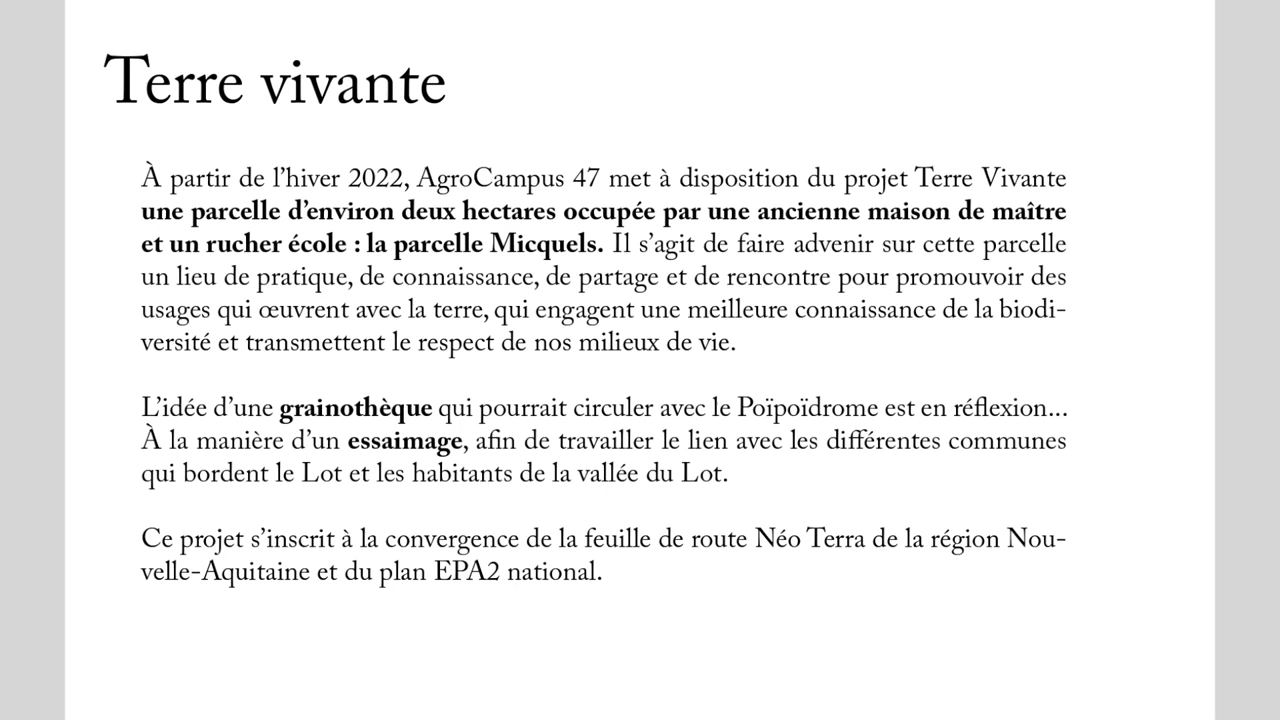 Terre vivante
À partir de l’hiver 2022, AgroCampus 47 met à disposition du projet Terre Vivante
une parcelle d’environ deux hectares occupée par une ancienne maison de maître
et un rucher école : la parcelle Micquels. Il s’agit de faire advenir sur cette parcelle
un lieu de pratique, de connaissance, de partage et de rencontre pour promouvoir des
usages qui œuvrent avec la terre, qui engagent une meilleure connaissance de la biodi-
versité et transmettent le respect de nos milieux de vie.
L’idée d’une grainothèque qui pourrait circuler avec le Poïpoïdrome est en réflexion...
À la manière d’un essaimage, afin de travailler le lien avec les différentes communes
qui bordent le Lot et les habitants de la vallée du Lot.
Ce projet s’inscrit à la convergence de la feuille de route Néo Terra de la région Nou-
velle-Aquitaine et du plan EPA2 national.